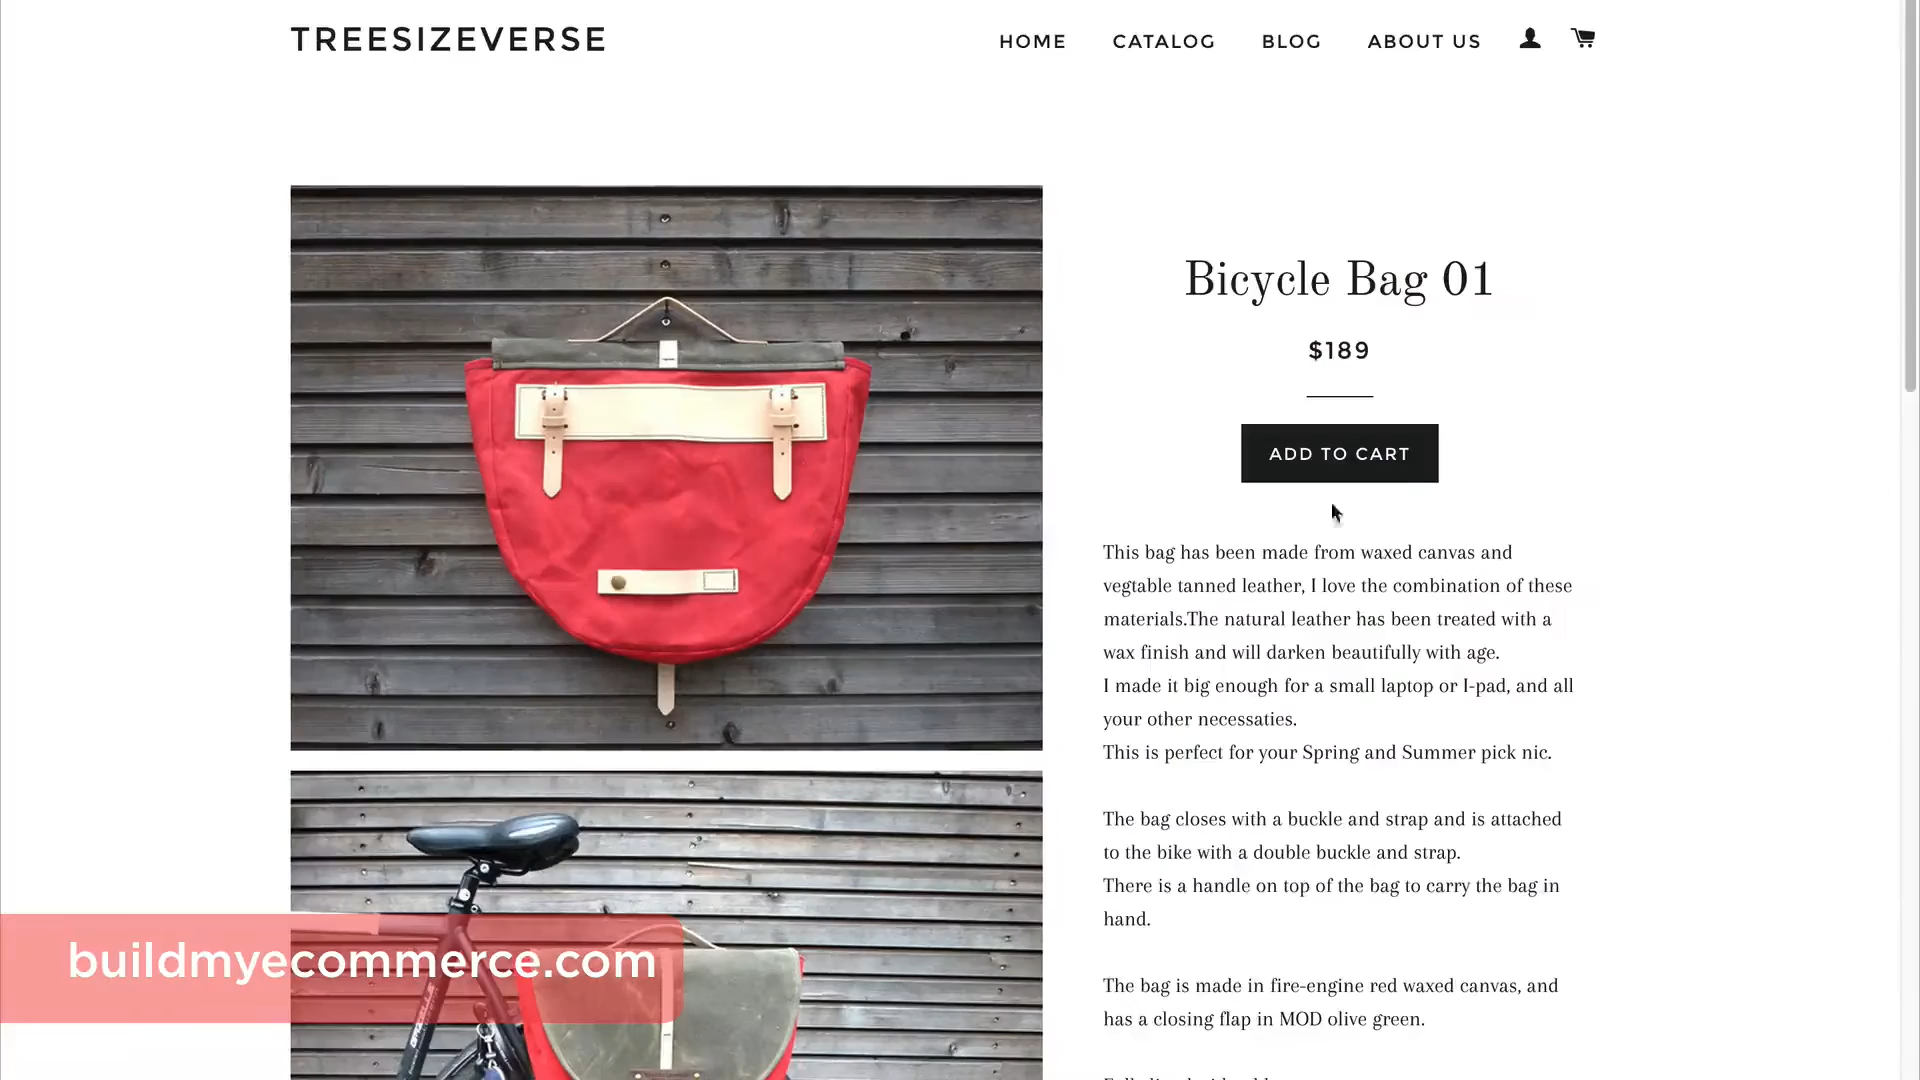 TREESIZEVERSE
HOME
CATALOG
BLOG
ABOUT US
Bicycle Bag 01
$189
ADD TO CART
This bag has been made from waxed canvas and
vegtable tanned leather, I love the combination of these
materials.The natural leather has been treated with a
wax finish and will darken beautifully with age.
I made it big enough for a small laptop or I-pad, and all
your other necessaties.
This is perfect for your Spring and Summer pick nic.
The bag closes with a buckle and strap and is attached
to the bike with a double buckle and strap.
There is a handle on top of the bag to carry the bag in
hand.
The bag is made in fire-engine red waxed canvas, and
has a closing flap in MOD olive green.
buildmyecommerce.com